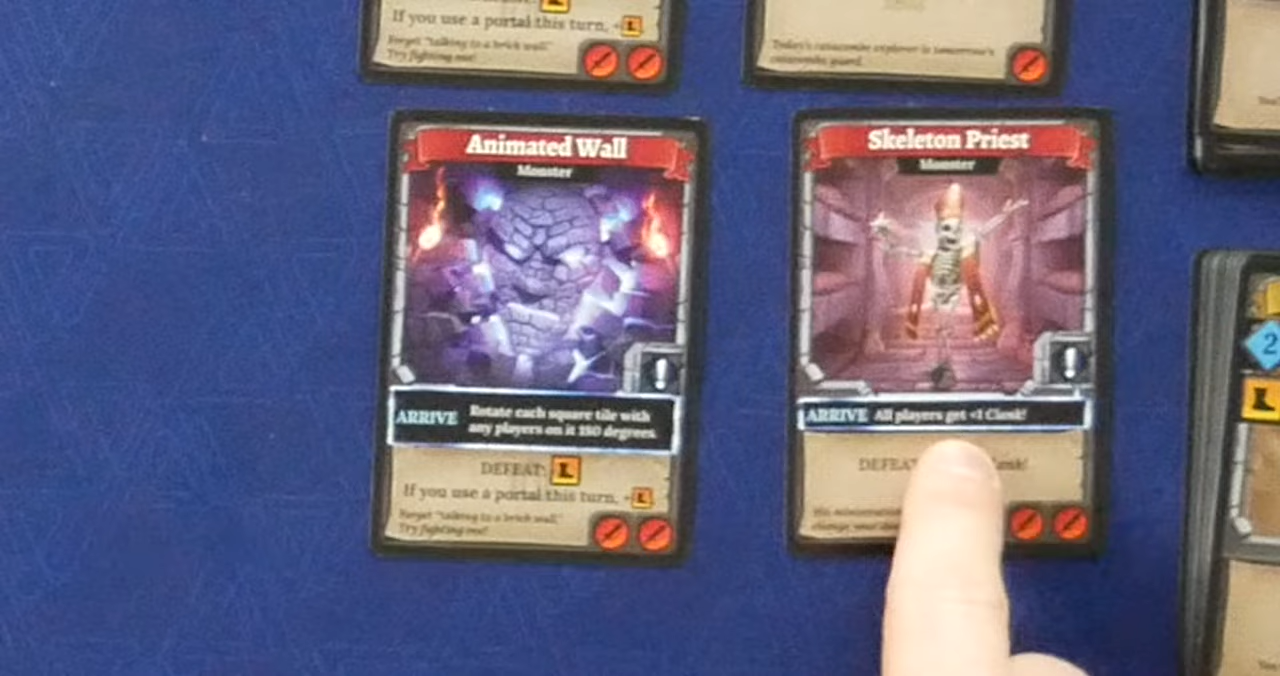 If you use a portal this turn, +L
Forget "talking to a brick wall."
Try fighting one!
Today's catacombs explorer is tomorrow's
catacombs guard.
Animated Wall
Monster
ARRIVE
Rotate each square tile with
any players on it 180 degrees.
DEFEAT: L
If you use a portal this turn, +L
Forget "talking to a brick wall."
Try fighting one!
Skeleton Priest
Monster
ARRIVE All players get +1 Clank!
DEFEAT
2
L
You